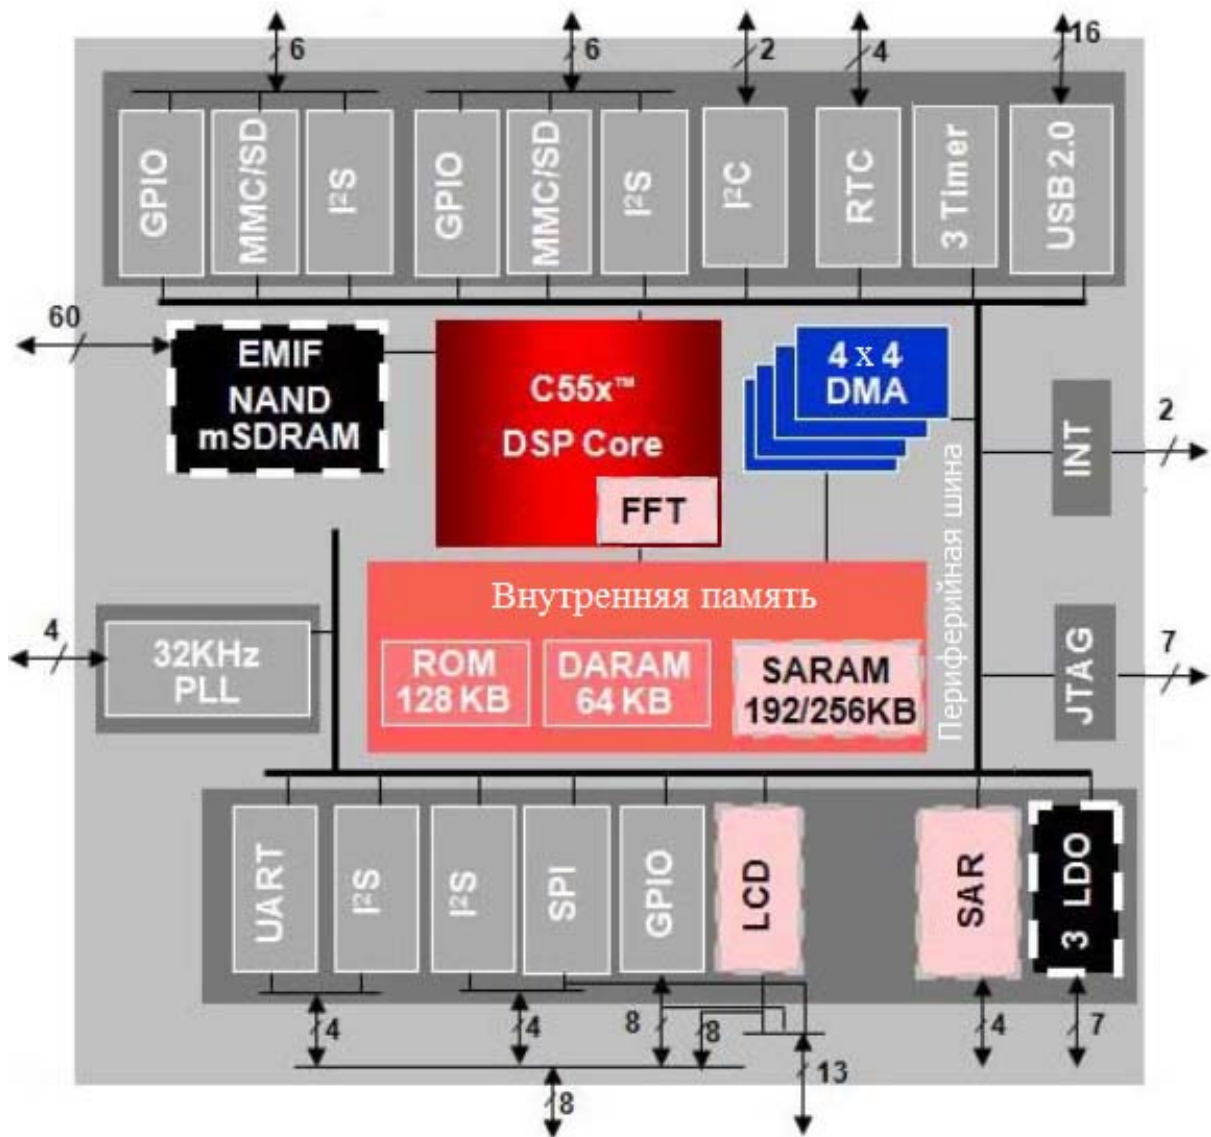 6
6
2
4
16
GPIO
MMC/SD
I²S
GPIO
MMC/SD
I²S
I²C
RTC
3 Timer
USB2.0
60
EMIF
NAND
mSDRAM
C55x™
DSP Core
FFT
4 x 4
DMA
Периферийная шина
INT
2
Внутренняя память
ROM
128 KB
DARAM
64 KB
SARAM
192/256KB
4
32KHz
PLL
JTAG
7
UART
I²S
I²S
SPI
GPIO
LCD
SAR
3 LDO
4
4
8
8
4
7
13
8